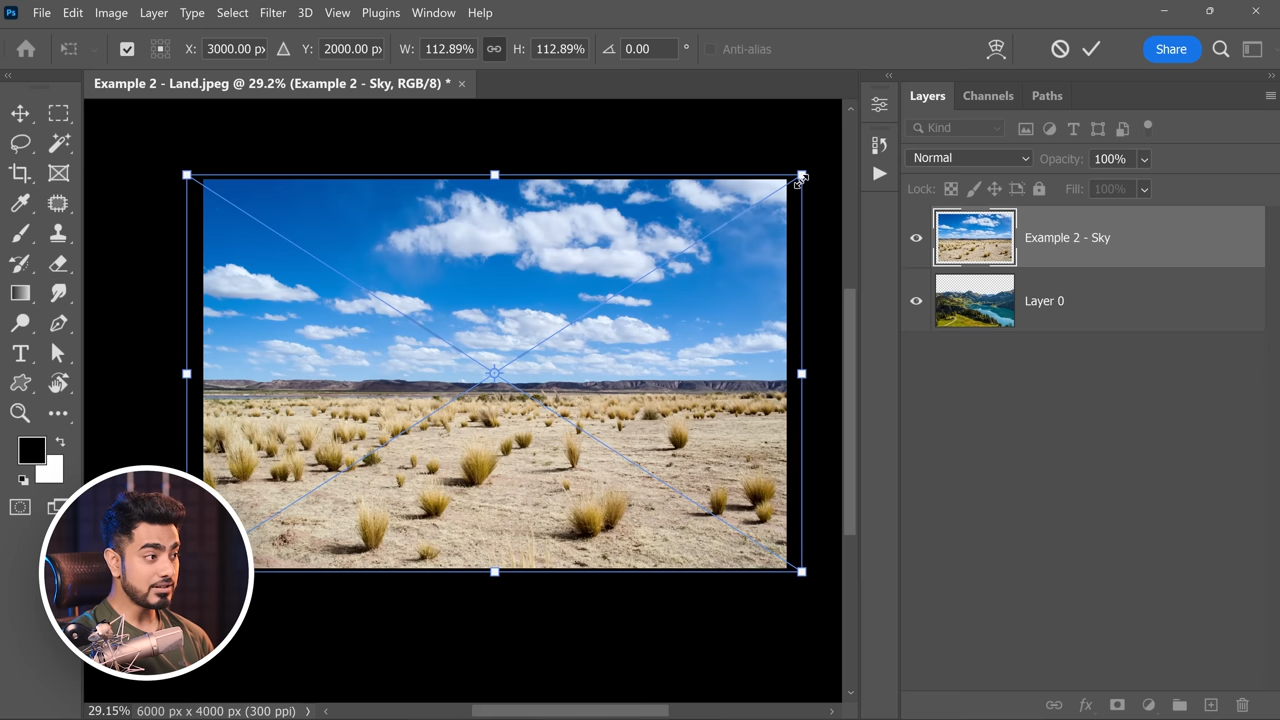 Ps File Edit Image Layer Type Select Filter 3D View Plugins Window Help
X: 3000.00 px Y: 2000.00 px W: 112.89% H: 112.89% 0.00 ° Anti-alias Share
Example 2 - Land.jpeg @ 29.2% (Example 2 - Sky, RGB/8) * ×
Layers Channels Paths
Kind
Normal Opacity: 100%
Lock: Fill: 100%
Example 2 - Sky
Layer 0
29.15% 6000 px x 4000 px (300 ppi)